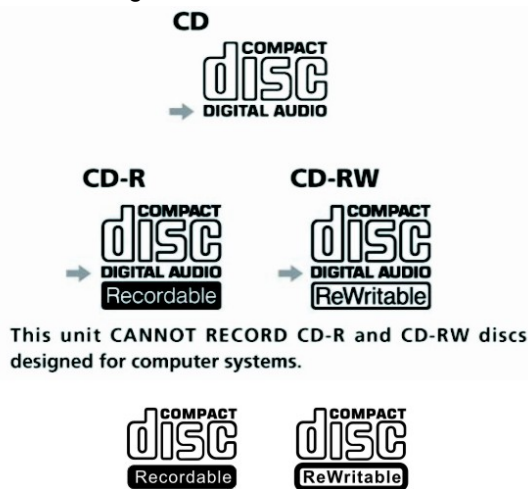 CD
COMPACT
disc
DIGITAL AUDIO
CD-R CD-RW
COMPACT COMPACT
disc disc
DIGITAL AUDIO DIGITAL AUDIO
Recordable ReWritable
This unit CANNOT RECORD CD-R and CD-RW discs
designed for computer systems.
COMPACT COMPACT
disc disc
Recordable ReWritable